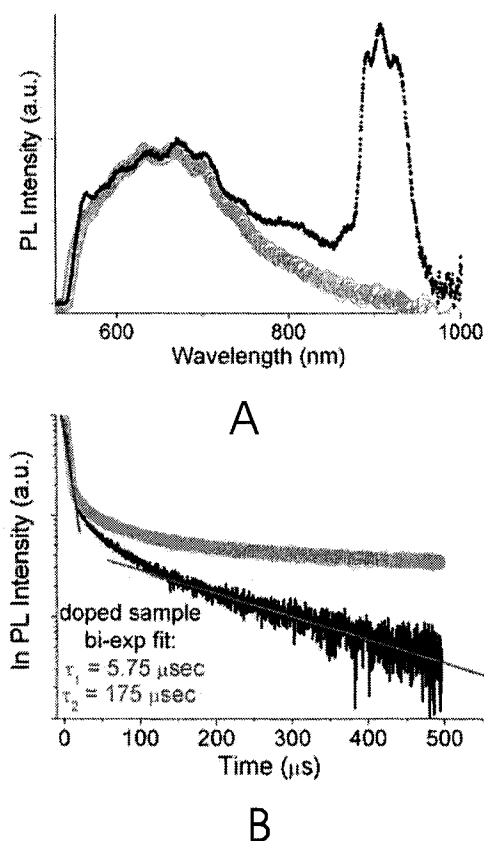 PL Intensity (a.u.)
600
800
1000
Wavelength (nm)
A
ln PL Intensity (a.u.)
doped sample
bi-exp fit:
τ1 = 5.75 μsec
τ2 = 175 μsec
0
100
200
300
400
500
Time (μs)
B